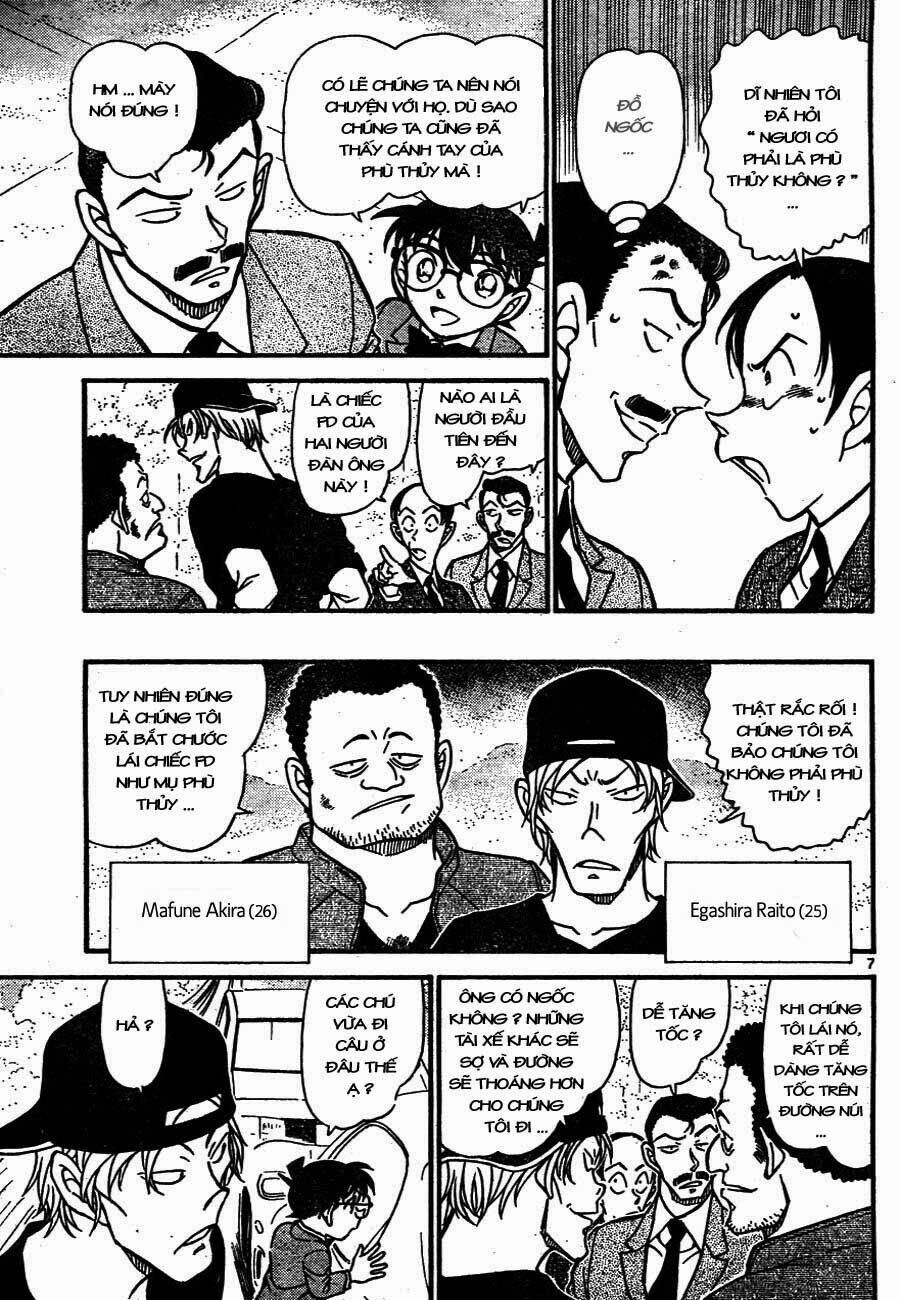 DĨ NHIÊN TÔI
ĐÃ HỎI
" NGƯƠI CÓ
PHẢI LÀ PHÙ
THỦY KHÔNG ? "
...
ĐỒ
NGỐC
...
CÓ LẼ CHÚNG TA NÊN NÓI
CHUYỆN VỚI HỌ. DÙ SAO
CHÚNG TA CŨNG ĐÃ
THẤY CÁNH TAY CỦA
PHÙ THỦY MÀ !
HM ... MÀY
NÓI ĐÚNG !
NÀO AI LÀ
NGƯỜI ĐẦU
TIÊN ĐẾN
ĐÂY ?
LÀ CHIẾC
FD CỦA
HAI NGƯỜI
ĐÀN ÔNG
NÀY !
THẬT RẮC RỐI !
CHÚNG TÔI ĐÃ
BẢO CHÚNG TÔI
KHÔNG PHẢI PHÙ
THỦY !
TUY NHIÊN ĐÚNG
LÀ CHÚNG TÔI
ĐÃ BẮT CHƯỚC
LÁI CHIẾC FD
NHƯ MỤ PHÙ
THỦY ...
Egashira Raito (25)
Mafune Akira (26)
7
KHI CHÚNG
TÔI LÁI NÓ,
RẤT DỄ
DÀNG TĂNG
TỐC TRÊN
ĐƯỜNG NÚI
...
DỄ TĂNG
TỐC ?
ÔNG CÓ NGỐC
KHÔNG ? NHỮNG
TÀI XẾ KHÁC SẼ
SỢ VÀ ĐƯỜNG
SẼ THOÁNG HƠN
CHO CHÚNG
TÔI ĐI ...
CÁC CHÚ
VỪA ĐI
CÂU Ở
ĐÂU THẾ
Ạ ?
HẢ ?